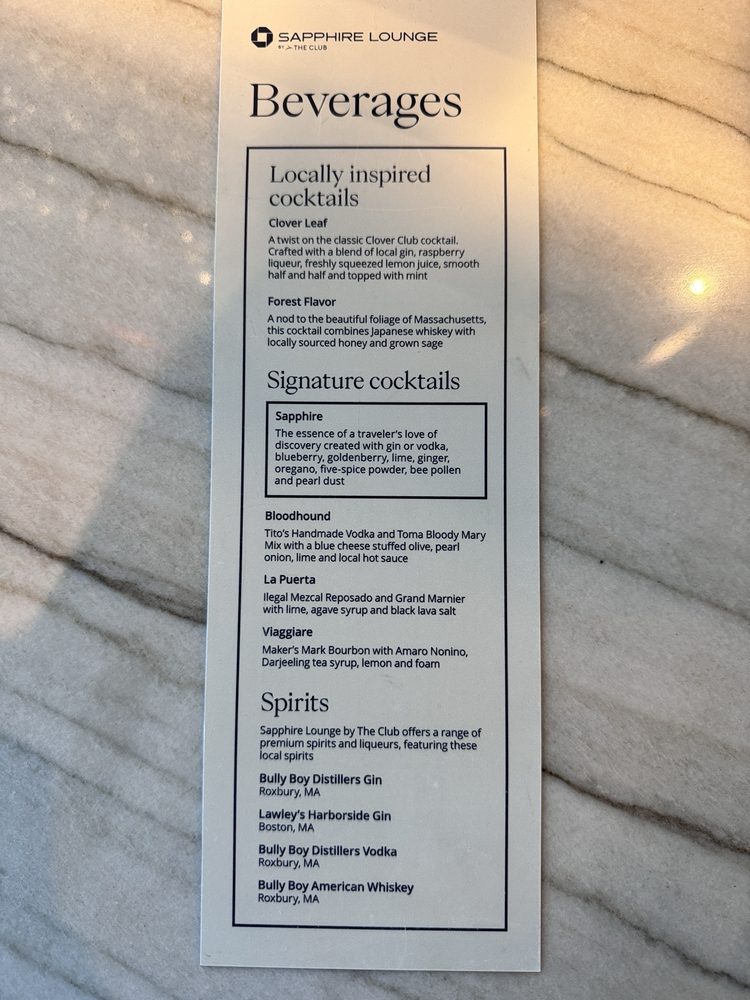 SAPPHIRE LOUNGE
BY THE CLUB
Beverages
Locally inspired
cocktails
Clover Leaf
A twist on the classic Clover Club cocktail.
Crafted with a blend of local gin, raspberry
liqueur, freshly squeezed lemon juice, smooth
half and half and topped with mint
Forest Flavor
A nod to the beautiful foliage of Massachusetts,
this cocktail combines Japanese whiskey with
locally sourced honey and grown sage
Signature cocktails
Sapphire
The essence of a traveler's love of
discovery created with gin or vodka,
blueberry, goldenberry, lime, ginger,
oregano, five-spice powder, bee pollen
and pearl dust
Bloodhound
Tito's Handmade Vodka and Toma Bloody Mary
Mix with a blue cheese stuffed olive, pearl
onion, lime and local hot sauce
La Puerta
Ilegal Mezcal Reposado and Grand Marnier
with lime, agave syrup and black lava salt
Viaggiare
Maker's Mark Bourbon with Amaro Nonino,
Darjeeling tea syrup, lemon and foam
Spirits
Sapphire Lounge by The Club offers a range of
premium spirits and liqueurs, featuring these
local spirits
Bully Boy Distillers Gin
Roxbury, MA
Lawley's Harborside Gin
Boston, MA
Bully Boy Distillers Vodka
Roxbury, MA
Bully Boy American Whiskey
Roxbury, MA